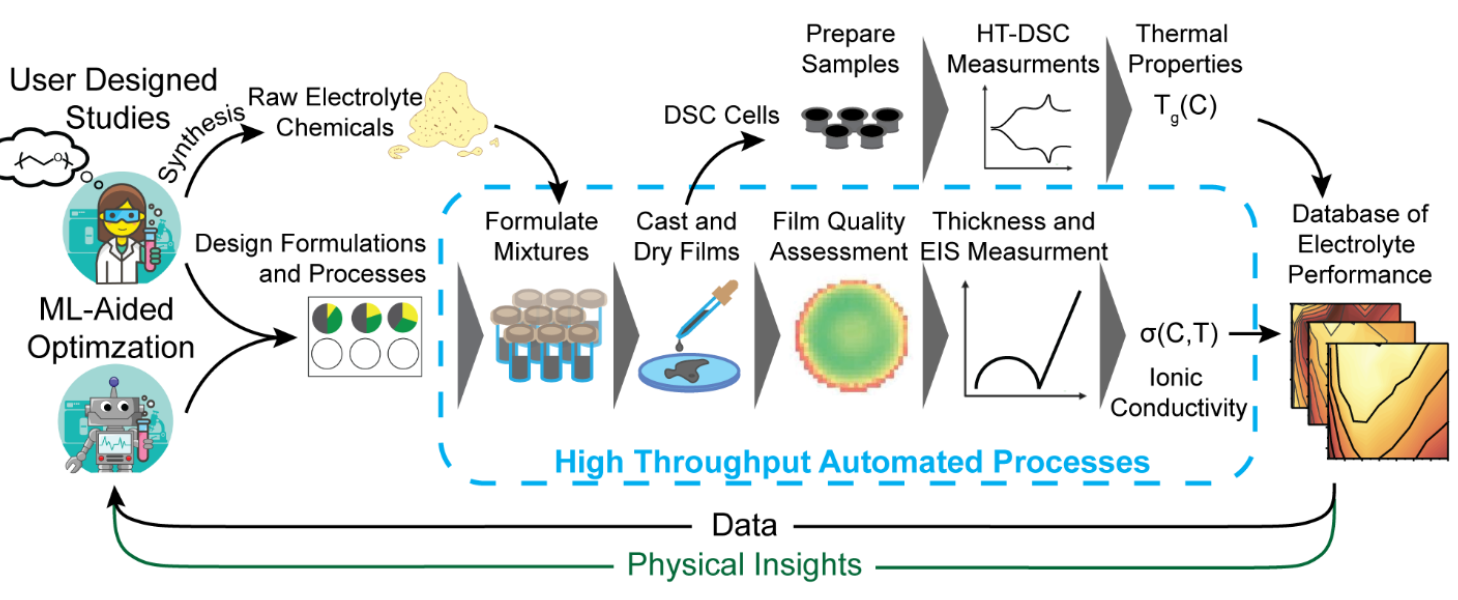 User Designed
Studies
Synthesis
Raw Electrolyte
Chemicals
Design Formulations
and Processes
ML-Aided
Optimzation
DSC Cells
Prepare
Samples
HT-DSC
Measurments
Thermal
Properties
Tg(C)
Formulate
Mixtures
Cast and
Dry Films
Film Quality
Assessment
Thickness and
EIS Measurment
σ(C,T)
Ionic
Conductivity
High Throughput Automated Processes
Database of
Electrolyte
Performance
Data
Physical Insights